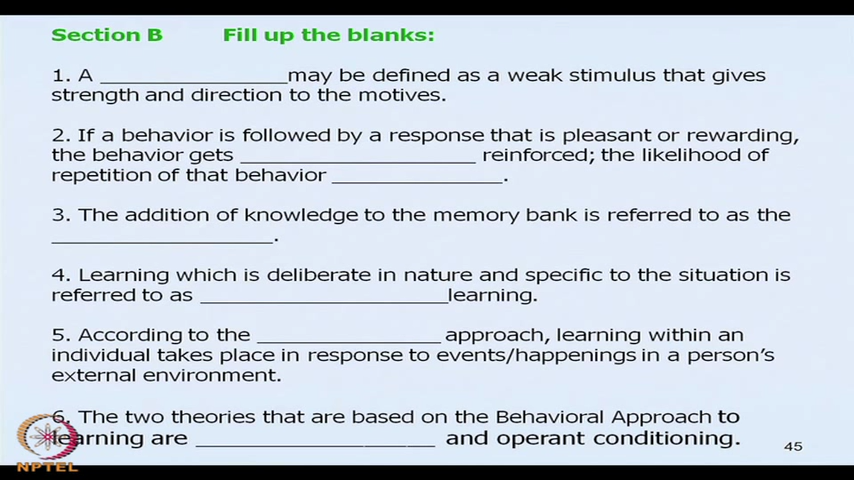 Section B Fill up the blanks:
1. A ____________________may be defined as a weak stimulus that gives
strength and direction to the motives.
2. If a behavior is followed by a response that is pleasant or rewarding,
the behavior gets _________________________ reinforced; the likelihood of
repetition of that behavior __________________.
3. The addition of knowledge to the memory bank is referred to as the
________________________.
4. Learning which is deliberate in nature and specific to the situation is
referred to as ___________________________learning.
5. According to the ____________________ approach, learning within an
individual takes place in response to events/happenings in a person's
external environment.
6. The two theories that are based on the Behavioral Approach to
learning are _________________________ and operant conditioning.
45
NPTEL